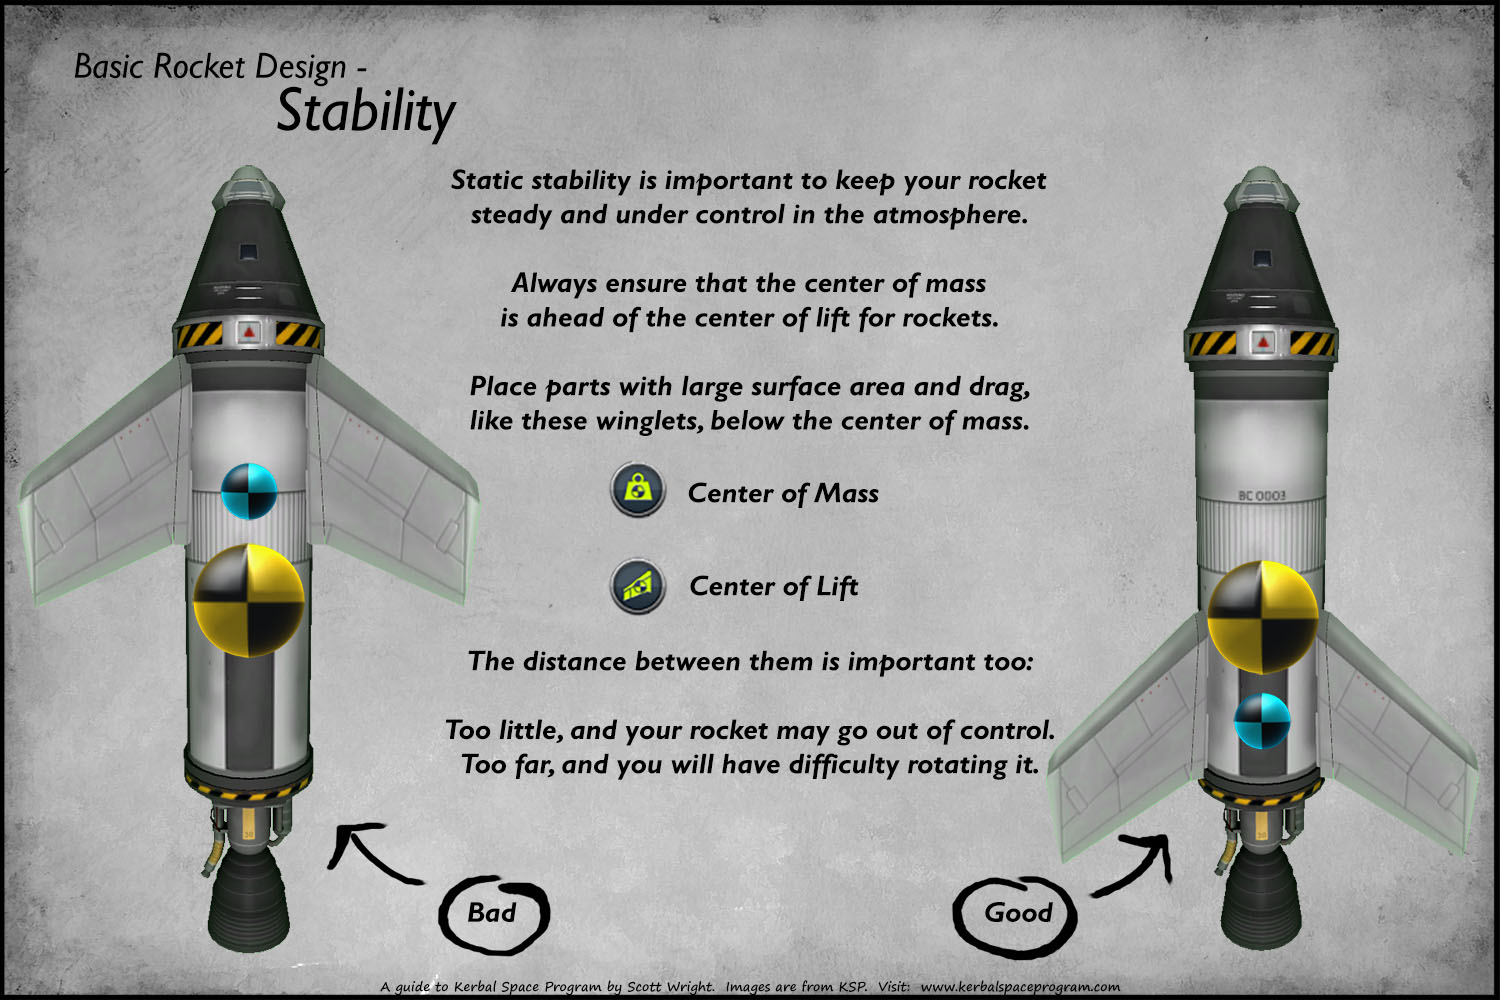 Basic Rocket Design -
Stability
Static stability is important to keep your rocket
steady and under control in the atmosphere.
Always ensure that the center of mass
is ahead of the center of lift for rockets.
Place parts with large surface area and drag,
like these winglets, below the center of mass.
Center of Mass
Center of Lift
The distance between them is important too:
Too little, and your rocket may go out of control.
Too far, and you will have difficulty rotating it.
BC 0003
Bad
Good
A guide to Kerbal Space Program by Scott Wright. Images are from KSP. Visit: www.kerbalspaceprogram.com